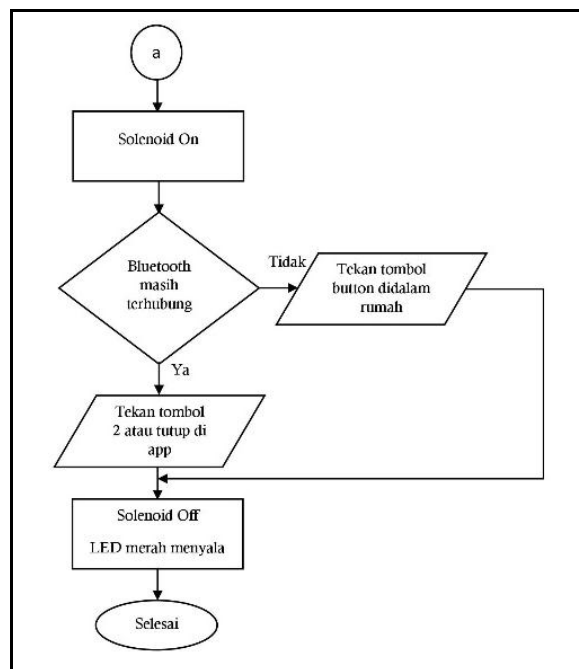 a
Solenoid On
Bluetooth
masih
terhubung
Tidak
Tekan tombol
button didalam
rumah
Ya
Tekan tombol
2 atau tutup di
app
Solenoid Off
LED merah menyala
Selesai